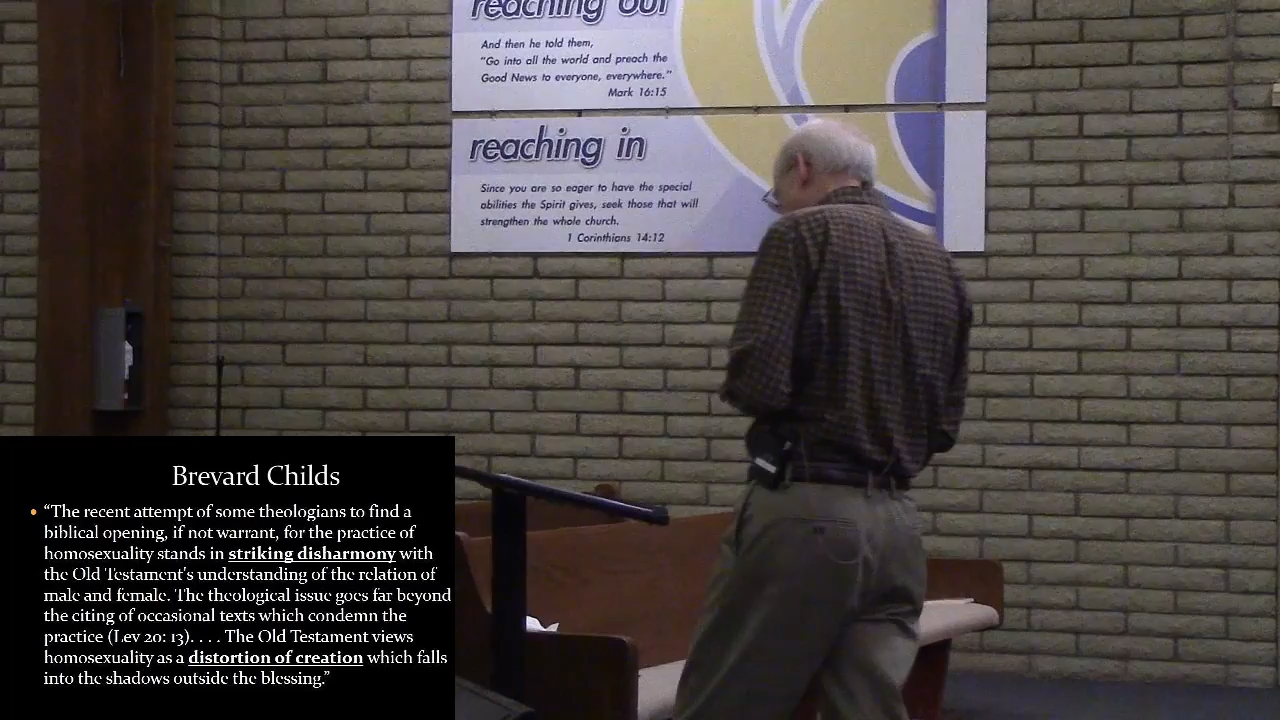 reaching out
And then he told them,
"Go into all the world and preach the
Good News to everyone, everywhere."
Mark 16:15
reaching in
Since you are so eager to have the special
abilities the Spirit gives, seek those that will
strengthen the whole church.
1 Corinthians 14:12
Brevard Childs
• “The recent attempt of some theologians to find a
biblical opening, if not warrant, for the practice of
homosexuality stands in striking disharmony with
the Old Testament's understanding of the relation of
male and female. The theological issue goes far beyond
the citing of occasional texts which condemn the
practice (Lev 20: 13). . . . The Old Testament views
homosexuality as a distortion of creation which falls
into the shadows outside the blessing.”